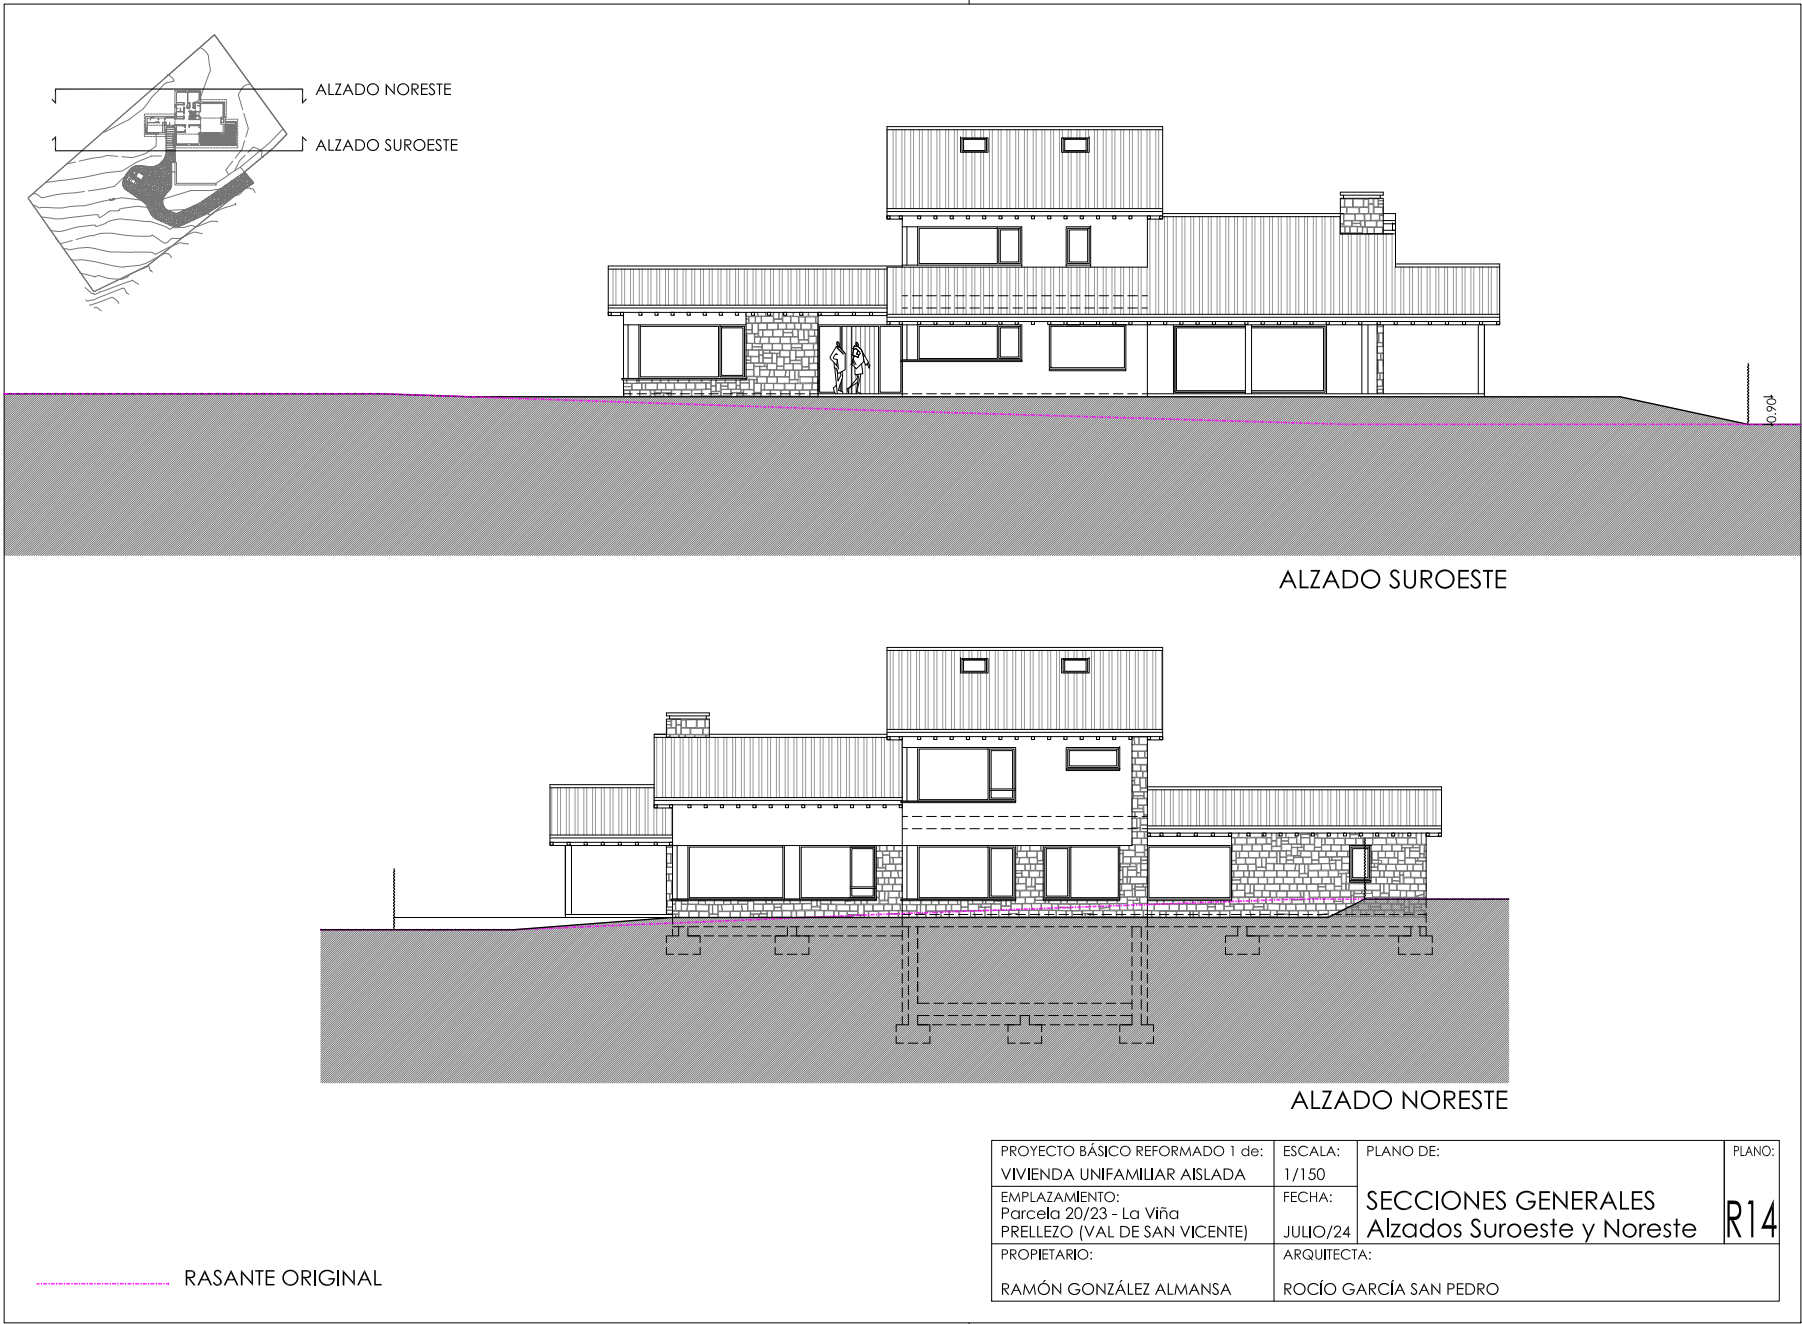 ALZADO NORESTE
ALZADO SUROESTE
0.90
ALZADO SUROESTE
ALZADO NORESTE
PROYECTO BÁSICO REFORMADO 1 de:
VIVIENDA UNIFAMILIAR AISLADA
ESCALA:
1/150
PLANO DE:
SECCIONES GENERALES
Alzados Suroeste y Noreste
PLANO:
R14
EMPLAZAMIENTO:
Parcela 20/23 - La Viña
PRELLEZO (VAL DE SAN VICENTE)
FECHA:
JULIO/24
PROPIETARIO:
RAMÓN GONZÁLEZ ALMANSA
ARQUITECTA:
ROCÍO GARCÍA SAN PEDRO
RASANTE ORIGINAL